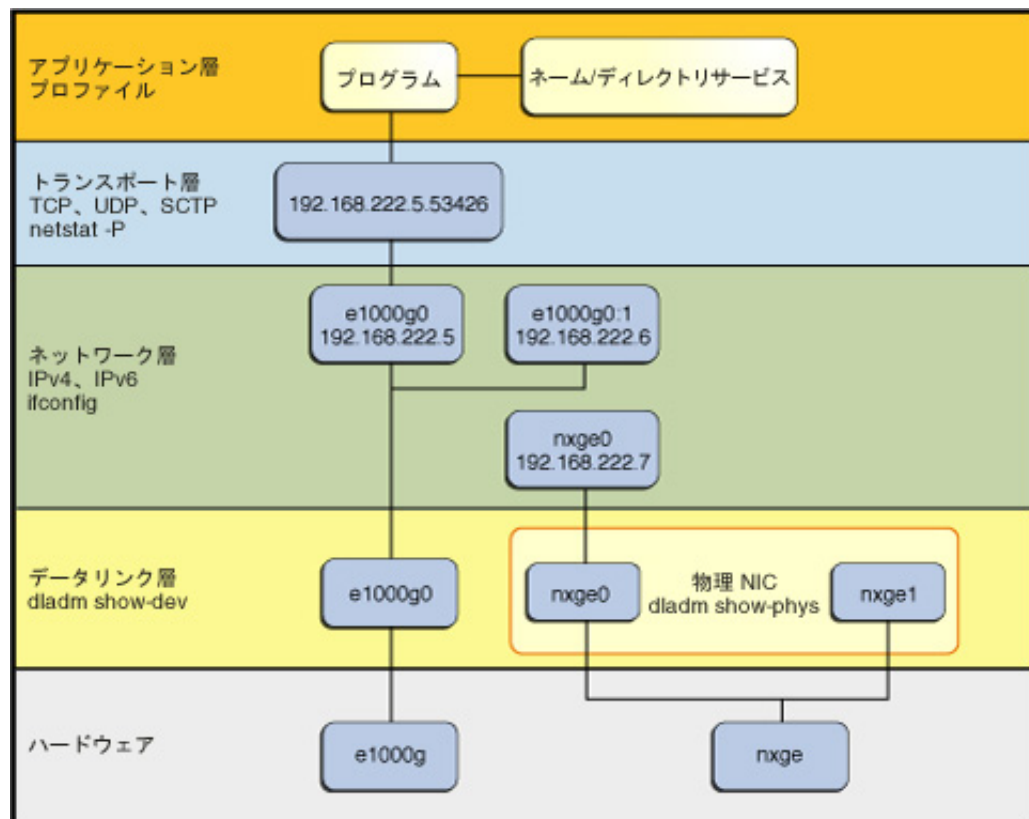 アプリケーション層
プロファイル
プログラム
ネーム/ディレクトリサービス
トランスポート層
TCP、UDP、SCTP
netstat -P
192.168.222.5.53426
ネットワーク層
IPv4、IPv6
ifconfig
e1000g0
192.168.222.5
e1000g0:1
192.168.222.6
nxge0
192.168.222.7
データリンク層
dladm show-dev
e1000g0
nxge0
物理 NIC
dladm show-phys
nxge1
ハードウェア
e1000g
nxge